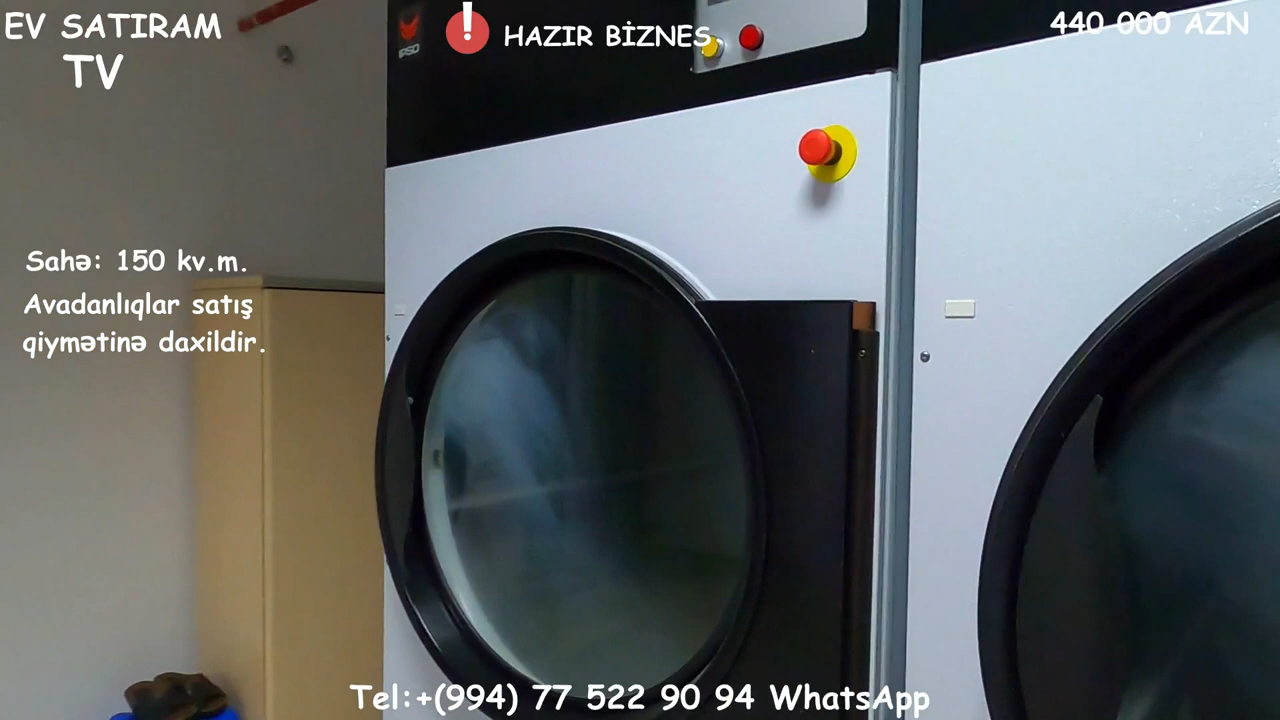 EV SATIRAM
TV
IPSO
HAZIR BİZNES
440 000 AZN
Sahə: 150 kv.m.
Avadanlıqlar satış
qiymətinə daxildir.
Tel:+(994) 77 522 90 94 WhatsApp